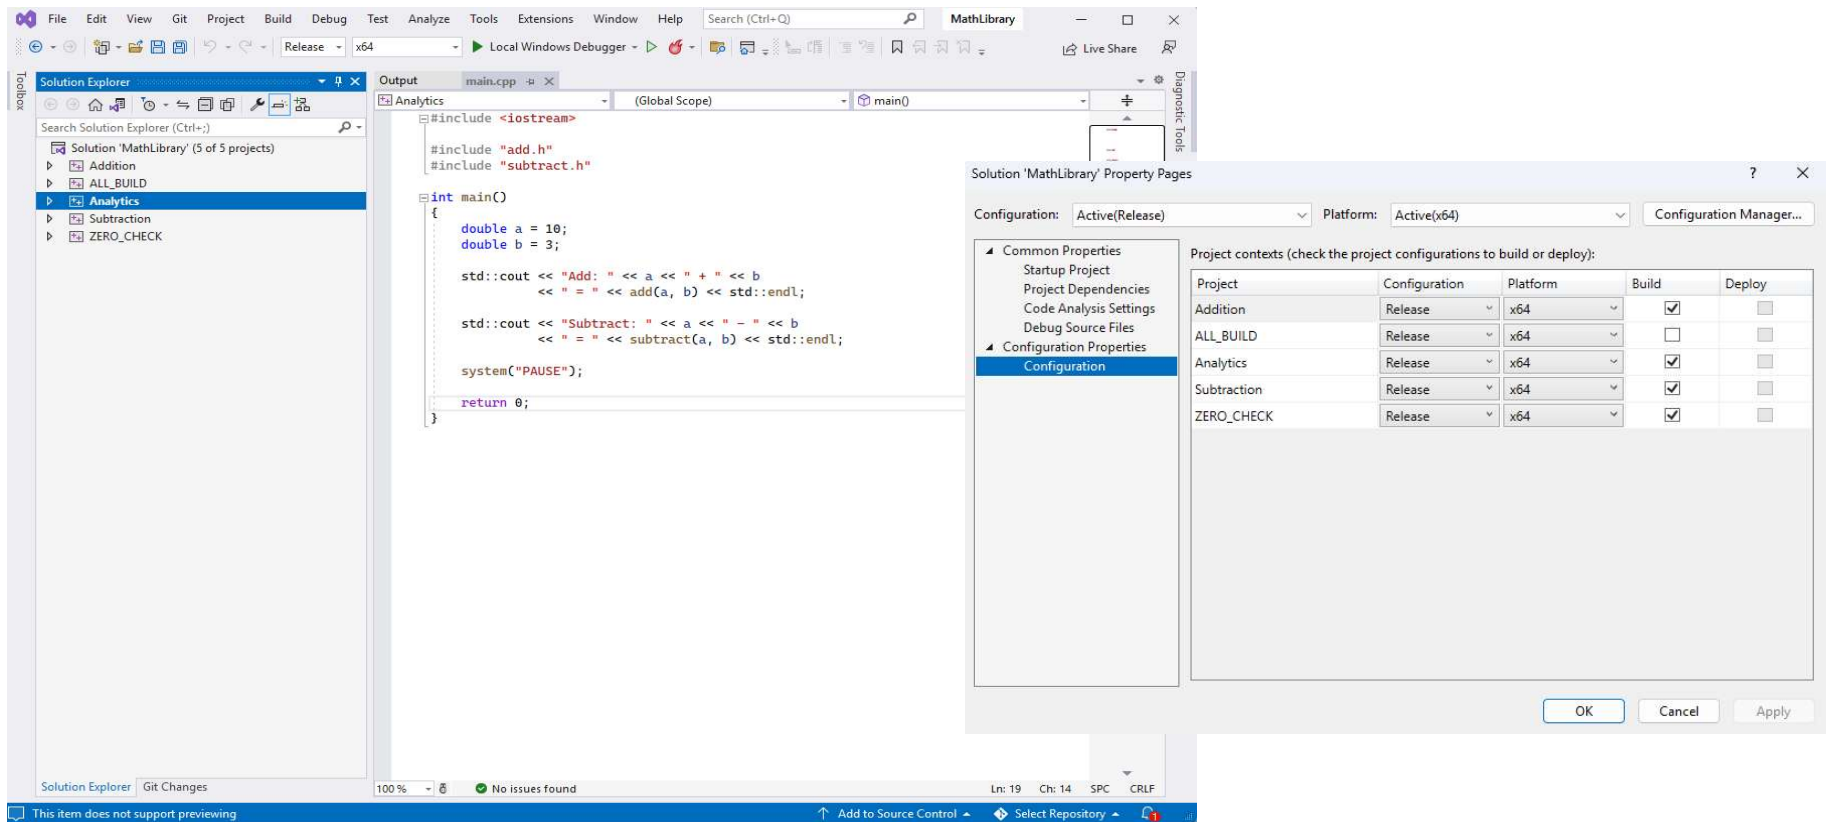 File Edit View Git Project Build Debug Test Analyze Tools Extensions Window Help Search (Ctrl+Q) MathLibrary
Release x64 Local Windows Debugger Live Share
Toolbox
Solution Explorer
Search Solution Explorer (Ctrl+;)
Solution 'MathLibrary' (5 of 5 projects)
Addition
ALL_BUILD
Analytics
Subtraction
ZERO_CHECK
Solution Explorer Git Changes
Output main.cpp
Analytics (Global Scope) main()
#include <iostream>
#include "add.h"
#include "subtract.h"
int main()
{
double a = 10;
double b = 3;
std::cout << "Add: " << a << " + " << b
<< " = " << add(a, b) << std::endl;
std::cout << "Subtract: " << a << " - " << b
<< " = " << subtract(a, b) << std::endl;
system("PAUSE");
return 0;
}
Diagnostic Tools
100 % No issues found Ln: 19 Ch: 14 SPC CRLF
This item does not support previewing Add to Source Control Select Repository 1
Solution 'MathLibrary' Property Pages ?
Configuration: Active(Release) Platform: Active(x64) Configuration Manager...
Common Properties
Startup Project
Project Dependencies
Code Analysis Settings
Debug Source Files
Configuration Properties
Configuration
Project contexts (check the project configurations to build or deploy):
Project Configuration Platform Build Deploy
Addition Release x64
ALL_BUILD Release x64
Analytics Release x64
Subtraction Release x64
ZERO_CHECK Release x64
OK Cancel Apply